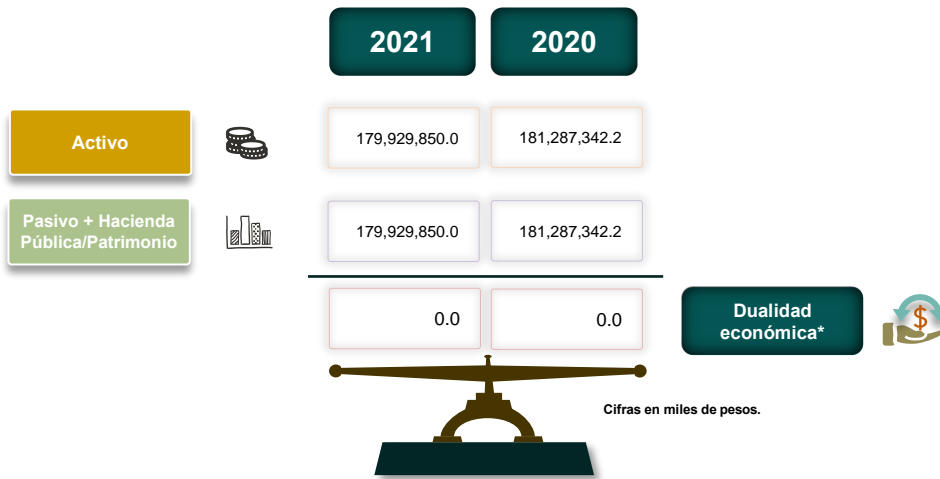 2021 2020
Activo 179,929,850.0 181,287,342.2
Pasivo + Hacienda
Pública/Patrimonio 179,929,850.0 181,287,342.2
0.0 0.0 Dualidad
económica*
$
Cifras en miles de pesos.